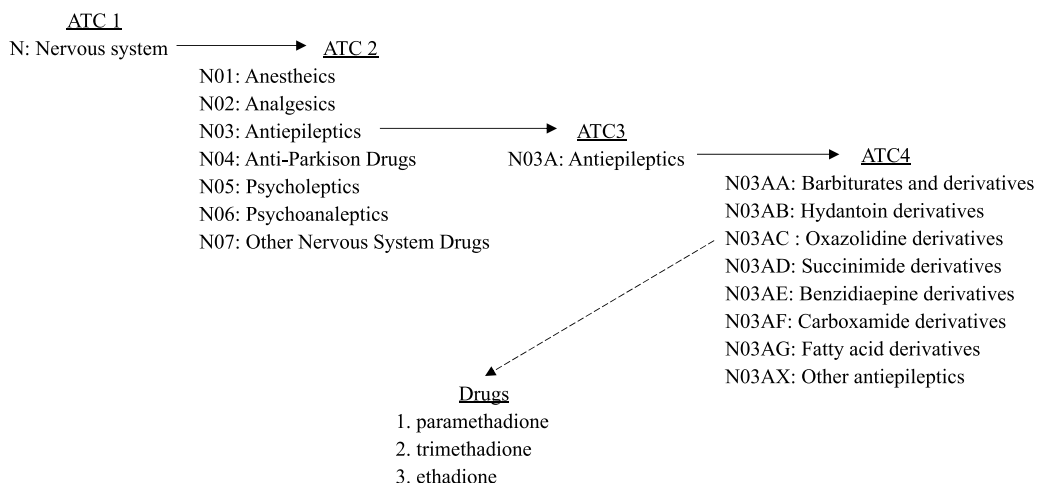 ATC 1
N: Nervous system
ATC 2
N01: Anestheics
N02: Analgesics
N03: Antiepileptics
N04: Anti-Parkison Drugs
N05: Psycholeptics
N06: Psychoanaleptics
N07: Other Nervous System Drugs
ATC3
N03A: Antiepileptics
ATC4
N03AA: Barbiturates and derivatives
N03AB: Hydantoin derivatives
N03AC : Oxazolidine derivatives
N03AD: Succinimide derivatives
N03AE: Benzidiaepine derivatives
N03AF: Carboxamide derivatives
N03AG: Fatty acid derivatives
N03AX: Other antiepileptics
Drugs
1. paramethadione
2. trimethadione
3. ethadione